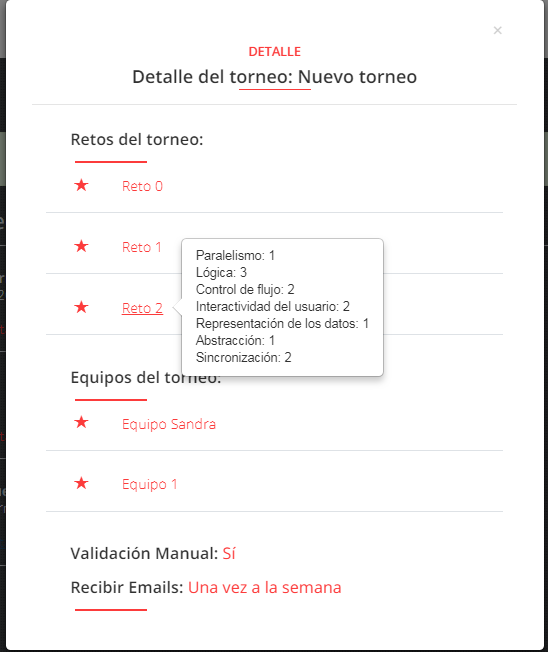 ×
DETALLE
Detalle del torneo: Nuevo torneo
Retos del torneo:
★ Reto 0
★ Reto 1
★ Reto 2
Paralelismo: 1
Lógica: 3
Control de flujo: 2
Interactividad del usuario: 2
Representación de los datos: 1
Abstracción: 1
Sincronización: 2
Equipos del torneo:
★ Equipo Sandra
★ Equipo 1
Validación Manual: Sí
Recibir Emails: Una vez a la semana